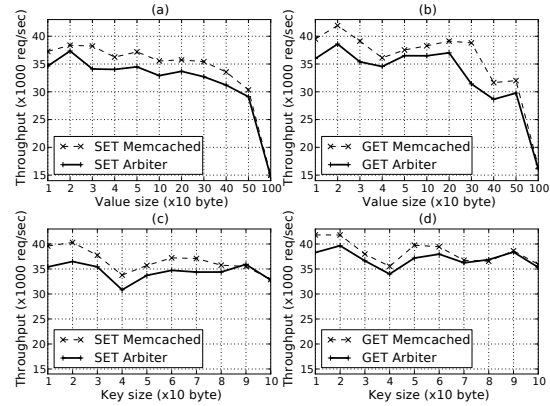 (a)
Throughput (x1000 req/sec)
40
35
30
25
20
15
SET Memcached
SET Arbiter
1 2 3 4 5 10 20 30 40 50 100
Value size (x10 byte)
(b)
Throughput (x1000 req/sec)
40
35
30
25
20
15
GET Memcached
GET Arbiter
1 2 3 4 5 10 20 30 40 50 100
Value size (x10 byte)
(c)
Throughput (x1000 req/sec)
40
35
30
25
20
15
SET Memcached
SET Arbiter
1 2 3 4 5 6 7 8 9 10
Key size (x10 byte)
(d)
Throughput (x1000 req/sec)
40
35
30
25
20
15
GET Memcached
GET Arbiter
1 2 3 4 5 6 7 8 9 10
Key size (x10 byte)